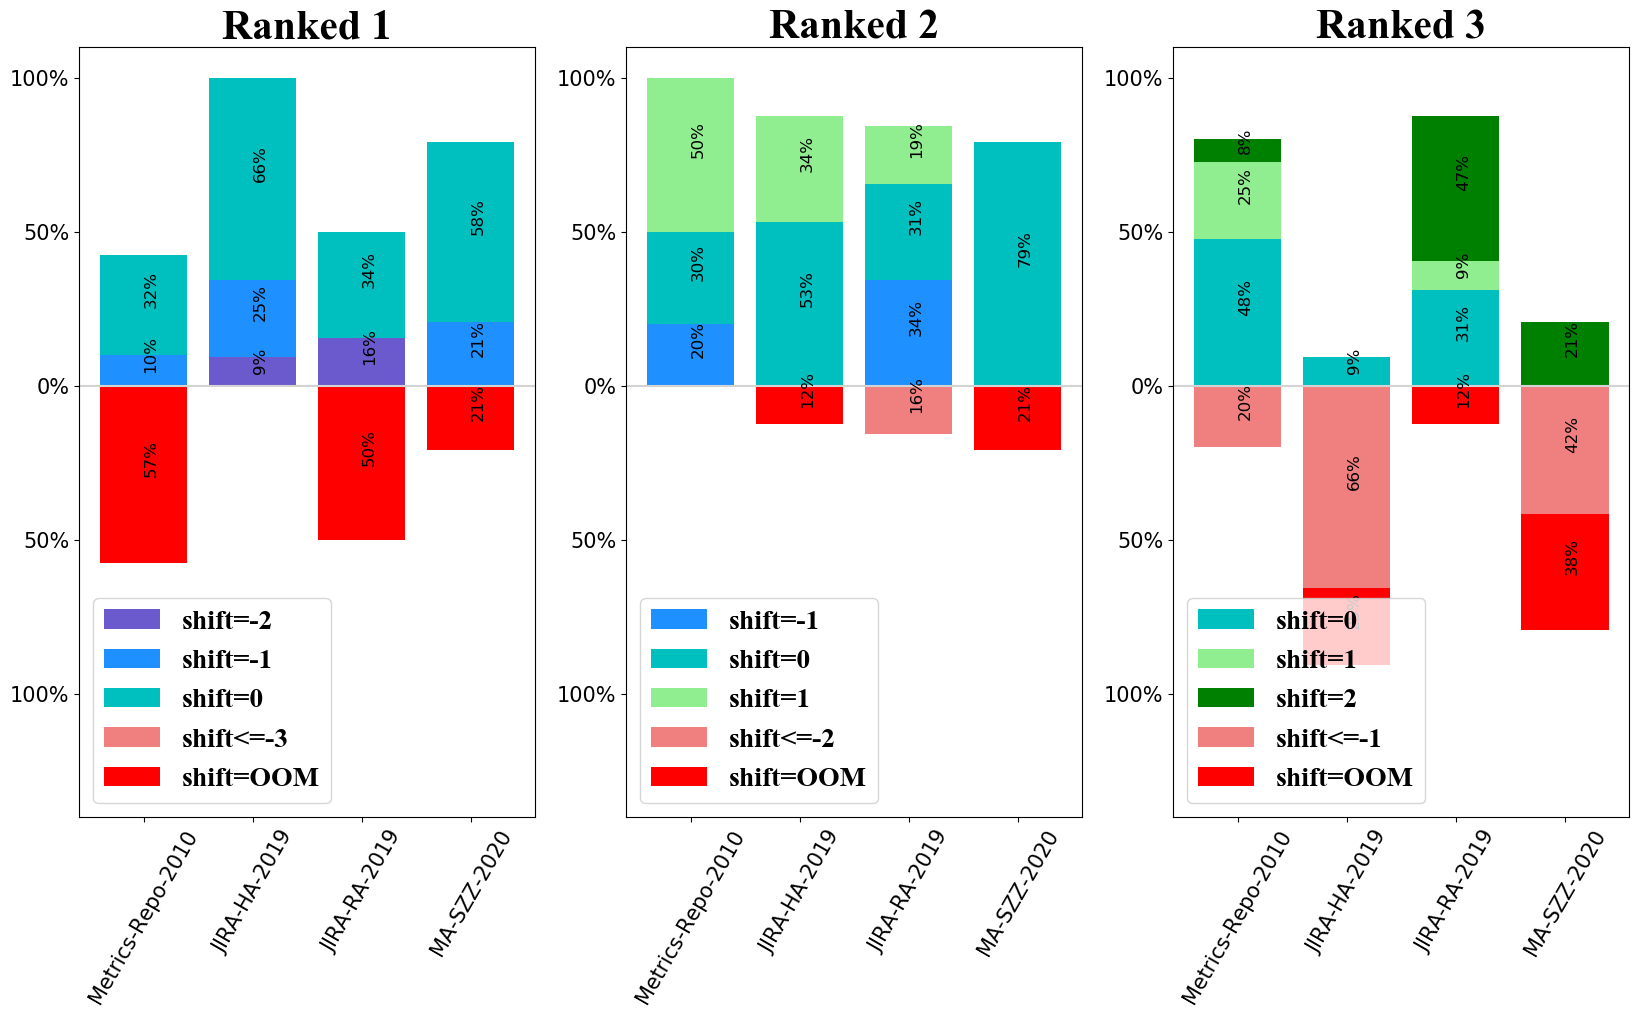 Ranked 1
100%
50%
0%
50%
100%
32%
10%
57%
66%
25%
9%
34%
16%
50%
58%
21%
21%
shift=-2
shift=-1
shift=0
shift<=-3
shift=OOM
Metrics-Repo-2010
JIRA-HA-2019
JIRA-RA-2019
MA-SZZ-2020
Ranked 2
100%
50%
0%
50%
100%
50%
30%
20%
34%
53%
12%
19%
31%
34%
16%
79%
21%
shift=-1
shift=0
shift=1
shift<=-2
shift=OOM
Metrics-Repo-2010
JIRA-HA-2019
JIRA-RA-2019
MA-SZZ-2020
Ranked 3
100%
50%
0%
50%
100%
8%
25%
48%
20%
9%
66%
47%
9%
31%
12%
21%
42%
38%
shift=0
shift=1
shift=2
shift<=-1
shift=OOM
Metrics-Repo-2010
JIRA-HA-2019
JIRA-RA-2019
MA-SZZ-2020